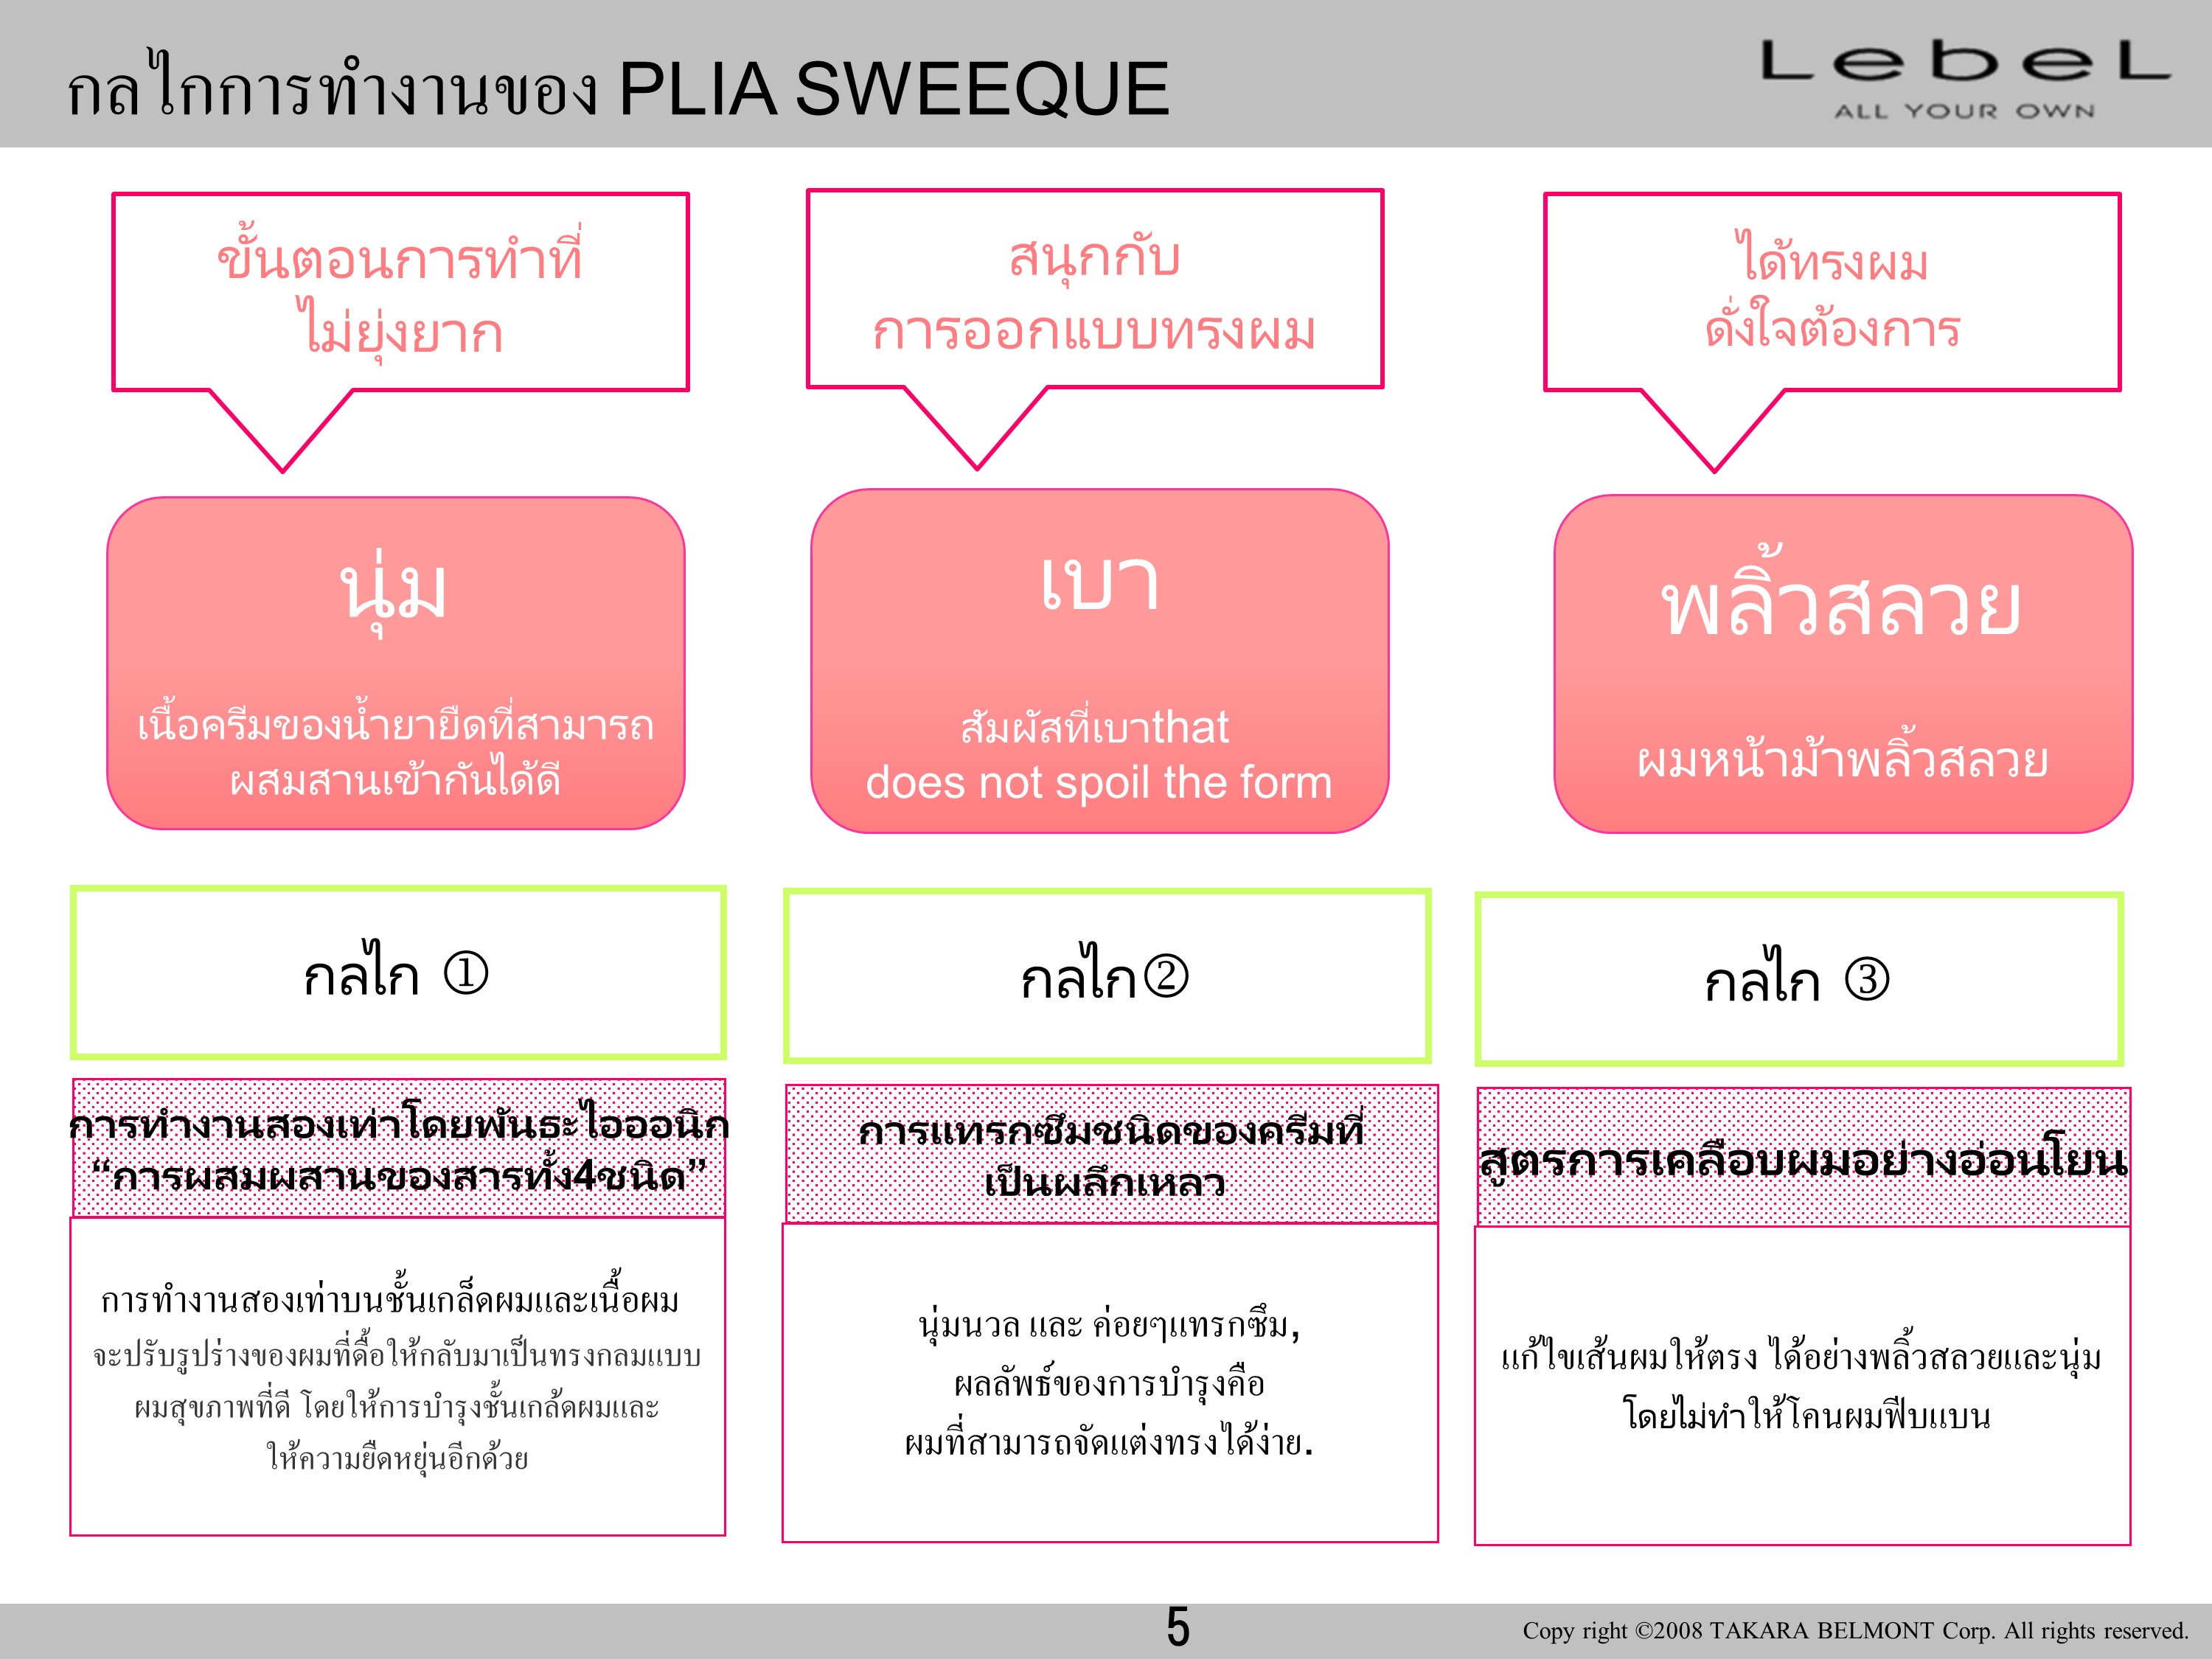 กลไกการทำงานของ PLIA SWEEQUE
LebeL
ALL YOUR OWN
ขั้นตอนการทำที่
ไม่ยุ่งยาก
สนุกกับ
การออกแบบทรงผม
ได้ทรงผม
ดั่งใจต้องการ
นุ่ม
เนื้อครีมของน้ำยายืดที่สามารถ
ผสมสานเข้ากันได้ดี
เบา
สัมผัสที่เบาthat
does not spoil the form
พลิ้วสลวย
ผมหน้าม้าพลิ้วสลวย
กลไก ①
กลไก②
กลไก ③
การทำงานสองเท่าโดยพันธะไอออนิก
“การผสมผสานของสารทั้ง4ชนิด”
การทำงานสองเท่าบนชั้นเกล็ดผมและเนื้อผม
จะปรับรูปร่างของผมที่ดื้อให้กลับมาเป็นทรงกลมแบบ
ผมสุขภาพที่ดี โดยให้การบำรุงชั้นเกล้ดผมและ
ให้ความยืดหยุ่นอีกด้วย
การแทรกซึมชนิดของครีมที่
เป็นผลึกเหลว
นุ่มนวล และ ค่อยๆแทรกซึม,
ผลลัพธ์ของการบำรุงคือ
ผมที่สามารถจัดแต่งทรงได้ง่าย.
สูตรการเคลือบผมอย่างอ่อนโยน
แก้ไขเส้นผมให้ตรง ได้อย่างพลิ้วสลวยและนุ่ม
โดยไม่ทำให้โคนผมฟีบแบน
5
Copy right ©2008 TAKARA BELMONT Corp. All rights reserved.